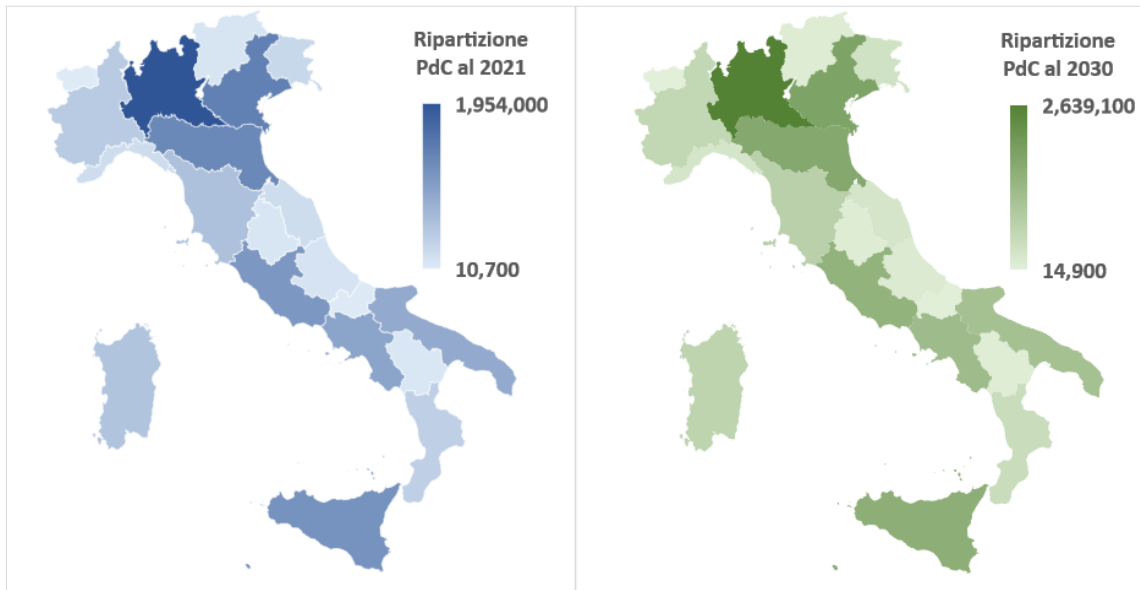 Ripartizione
PdC al 2021
1,954,000
10,700
Ripartizione
PdC al 2030
2,639,100
14,900